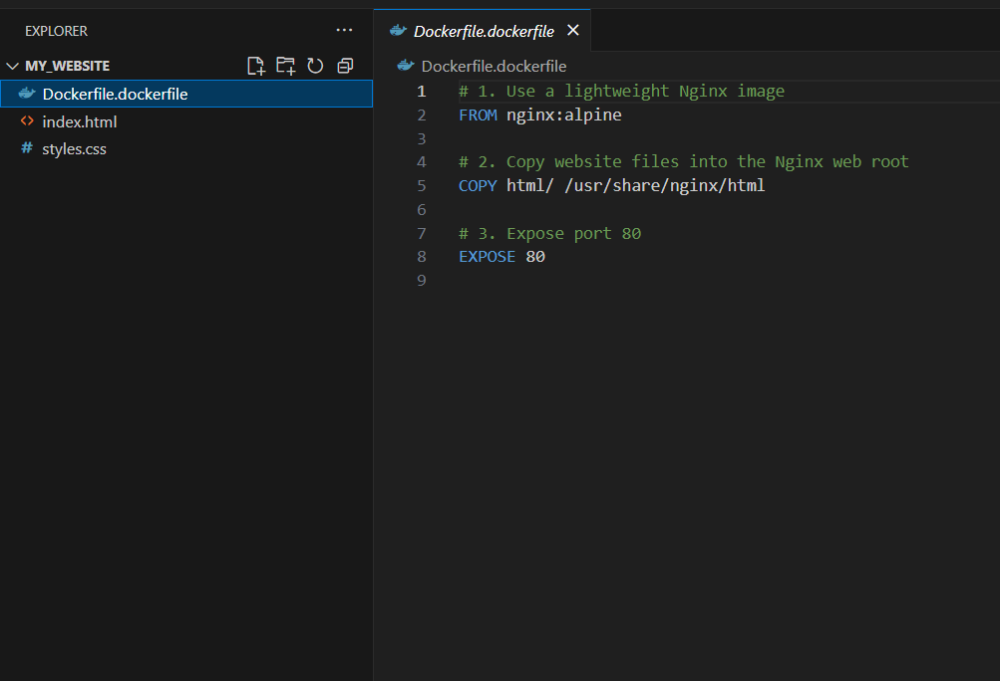 EXPLORER
MY_WEBSITE
Dockerfile.dockerfile
index.html
# styles.css
Dockerfile.dockerfile
Dockerfile.dockerfile
1 # 1. Use a lightweight Nginx image
2 FROM nginx:alpine
3
4 # 2. Copy website files into the Nginx web root
5 COPY html/ /usr/share/nginx/html
6
7 # 3. Expose port 80
8 EXPOSE 80
9